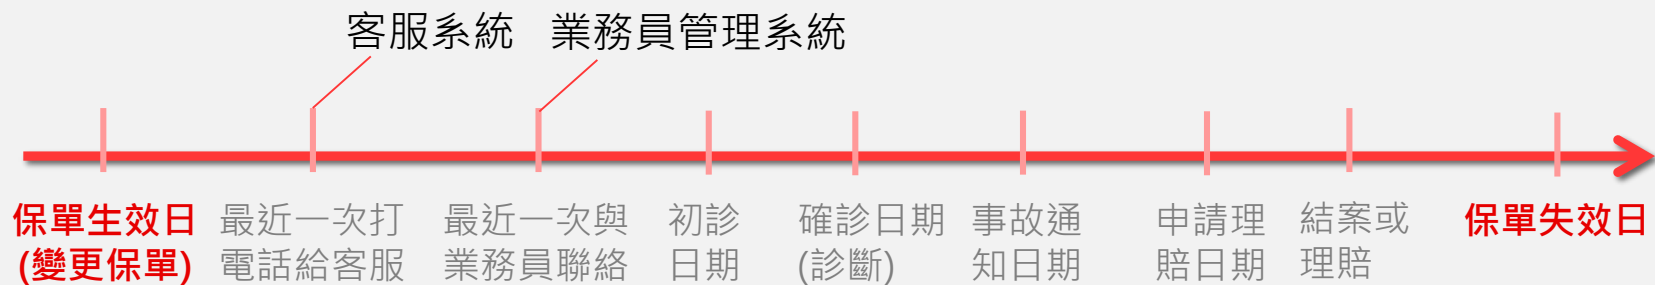 客服系統 業務員管理系統
保單生效日
(變更保單)
最近一次打
電話給客服
最近一次與
業務員聯絡
初診
日期
確診日期
(診斷)
事故通
知日期
申請理
賠日期
結案或
理賠
保單失效日